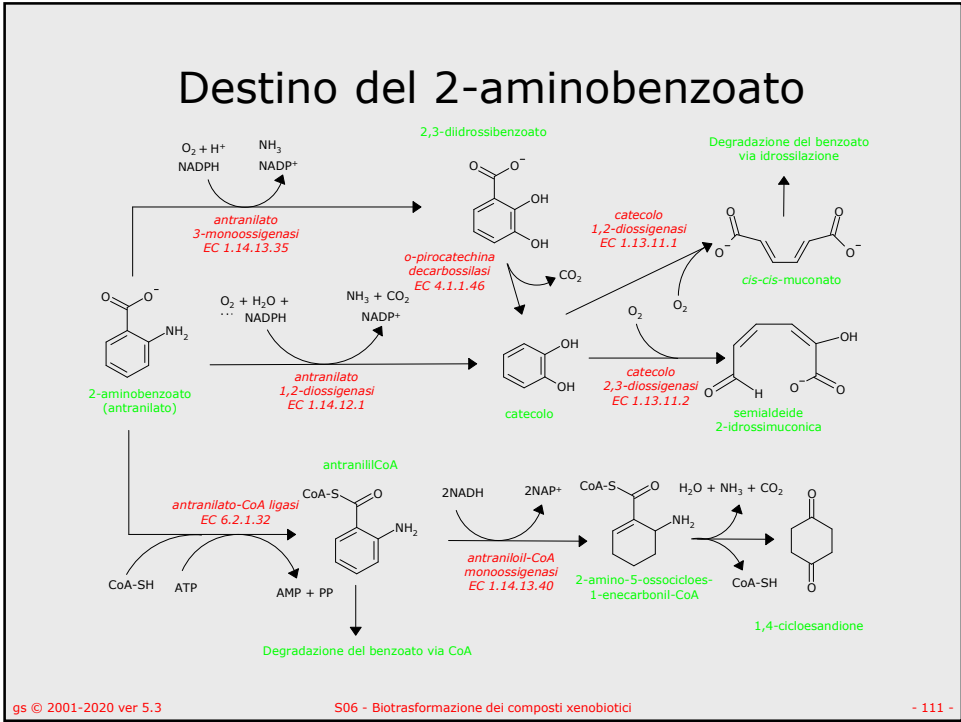 Destino del 2-aminobenzoato
2,3-diidrossibenzoato
Degradazione del benzoato
via idrossilazione
O2 + H+
NADPH
NH3
NADP+
antranilato
3-monoossigenasi
EC 1.14.13.35
O
O-
OH
OH
o-pirocatechina
decarbossilasi
EC 4.1.1.46
CO2
catecolo
1,2-diossigenasi
EC 1.13.11.1
O2
O
O-
O
O-
cis-cis-muconato
O
O-
NH2
2-aminobenzoato
(antranilato)
O2 + H2O +
... NADPH
NH3 + CO2
NADP+
antranilato
1,2-diossigenasi
EC 1.14.12.1
OH
OH
catecolo
O2
catecolo
2,3-diossigenasi
EC 1.13.11.2
OH
O
H
O-
O
semialdeide
2-idrossimuconica
antranililCoA
antranilato-CoA ligasi
EC 6.2.1.32
CoA-SH
ATP
AMP + PP
CoA-S
O
NH2
Degradazione del benzoato via CoA
2NADH
2NAP+
antraniloil-CoA
monoossigenasi
EC 1.14.13.40
CoA-S
O
NH2
2-amino-5-ossocicloes-
1-enecarbonil-CoA
H2O + NH3 + CO2
CoA-SH
O
O
1,4-cicloesandione
gs © 2001-2020 ver 5.3
S06 - Biotrasformazione dei composti xenobiotici
- 111 -